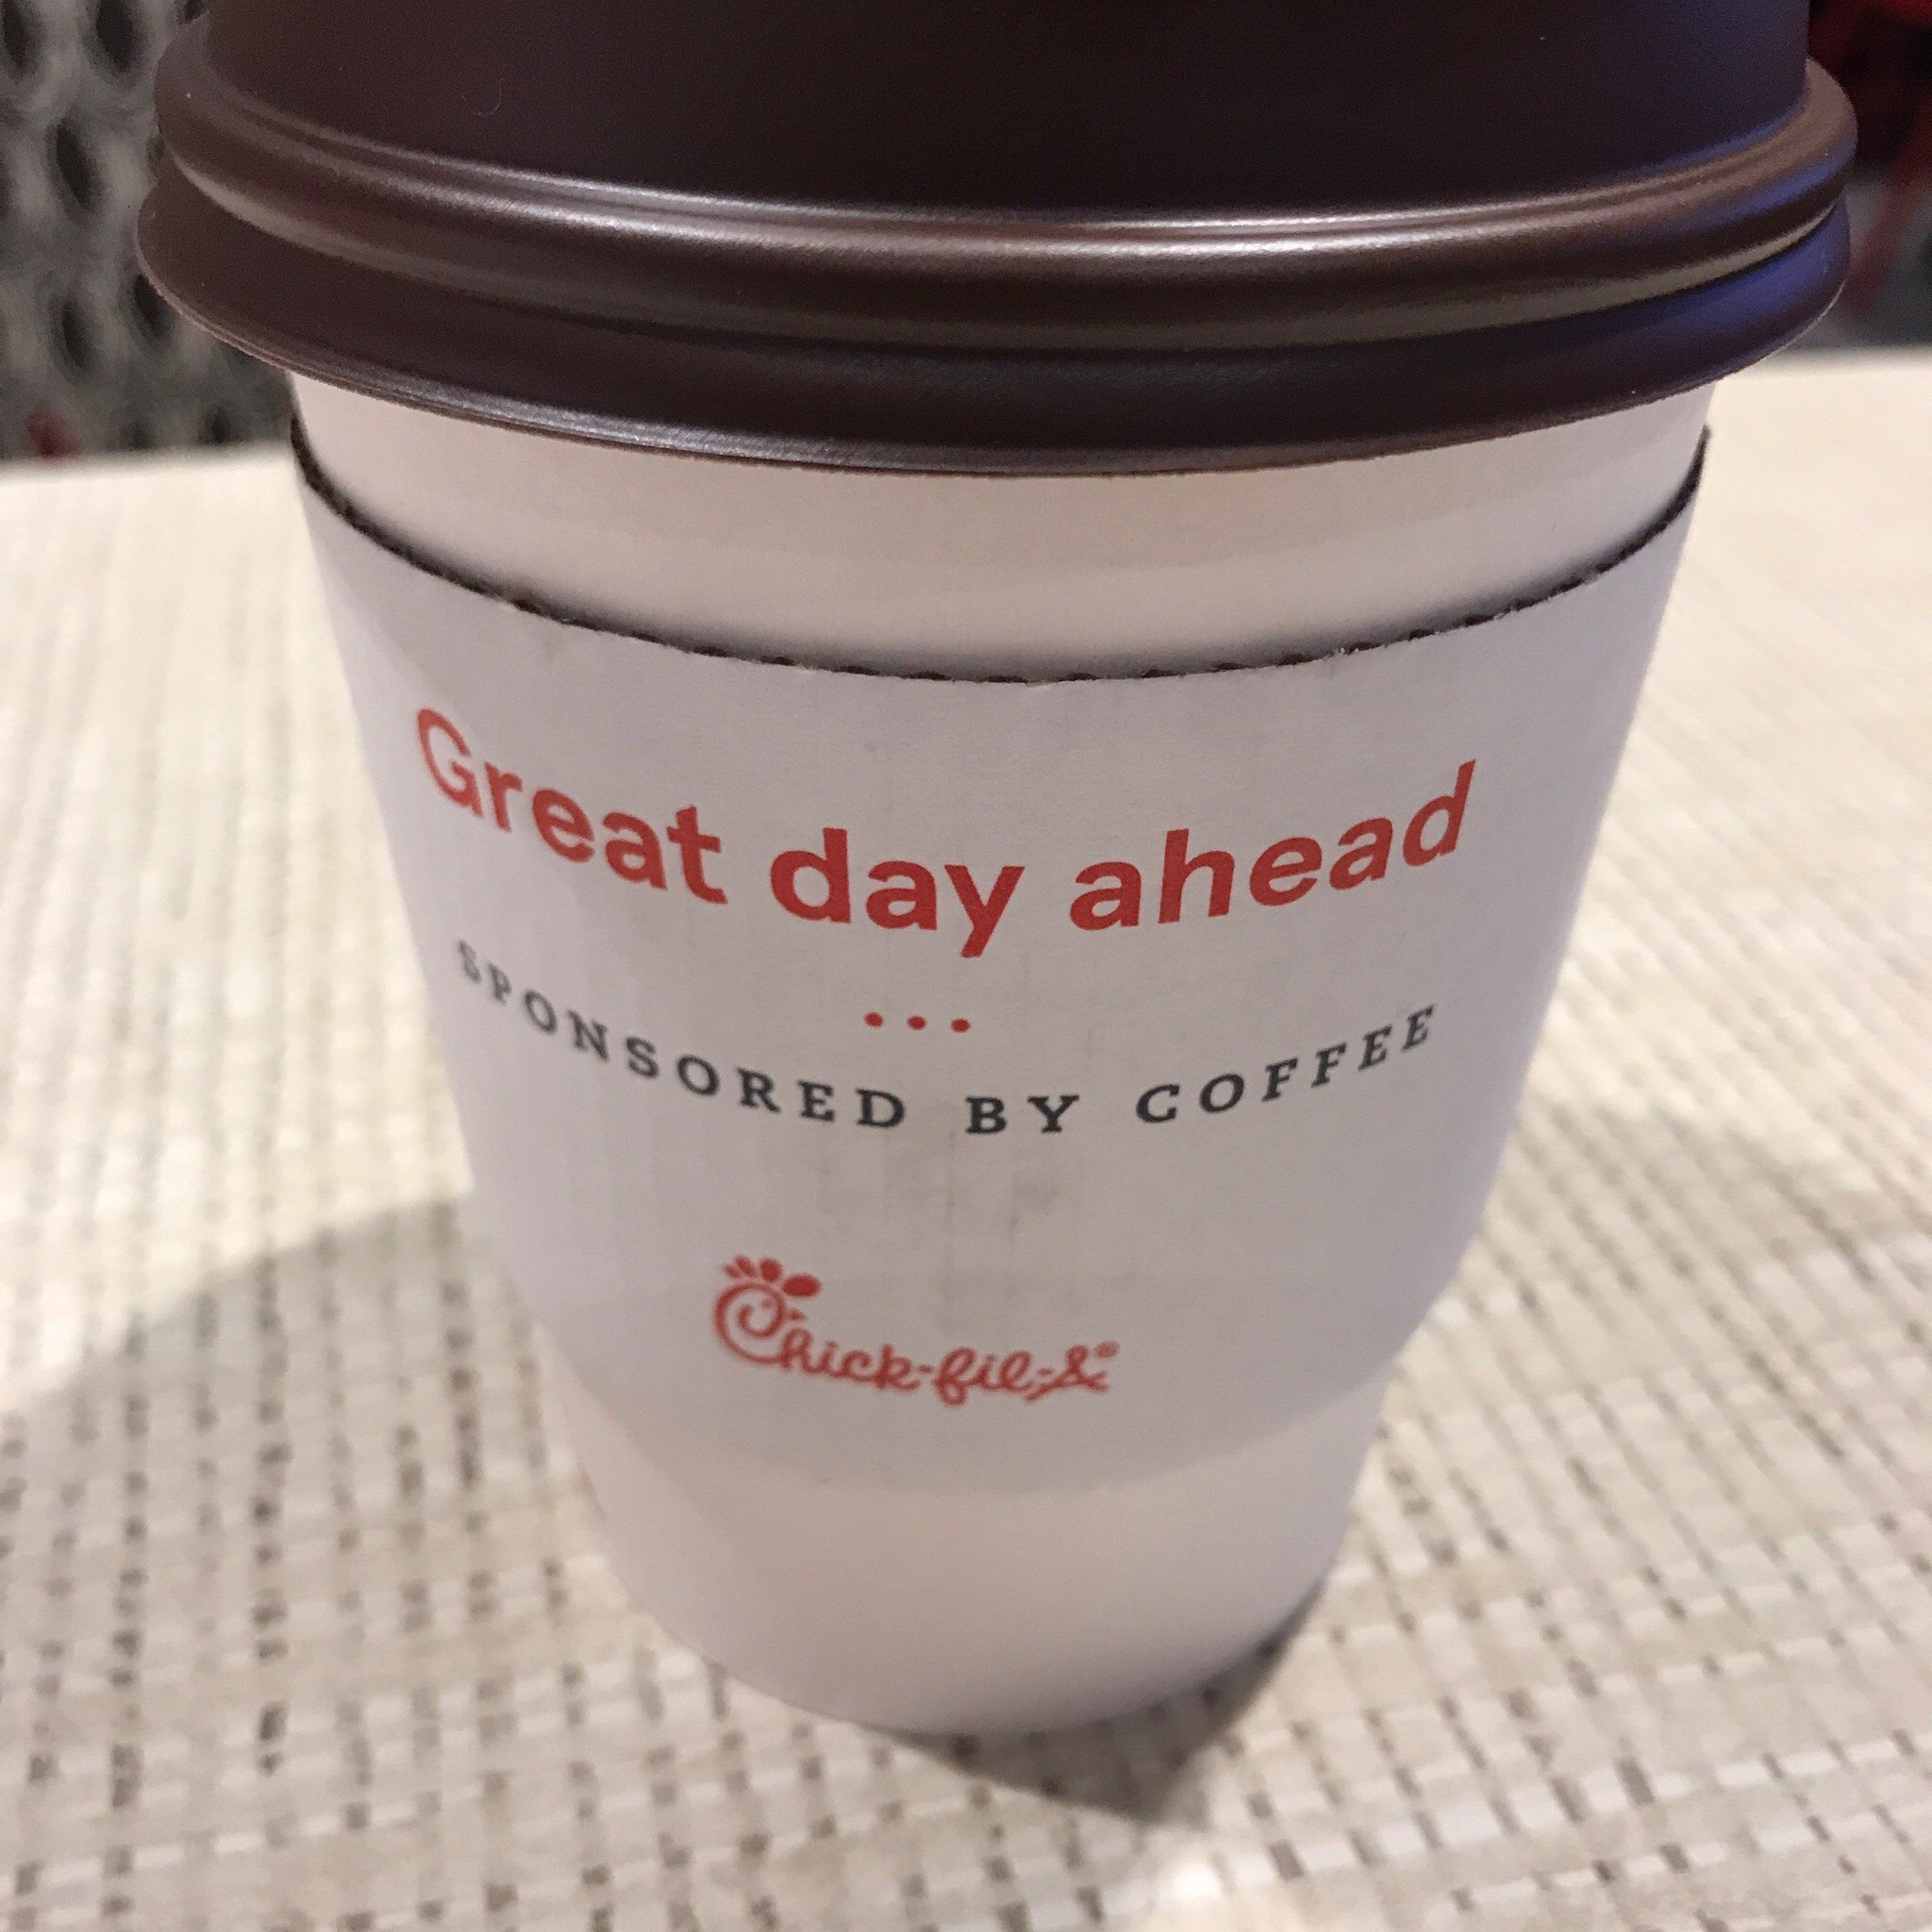 Great day ahead
...
SPONSORED BY COFFEE
Chick-fil-A®